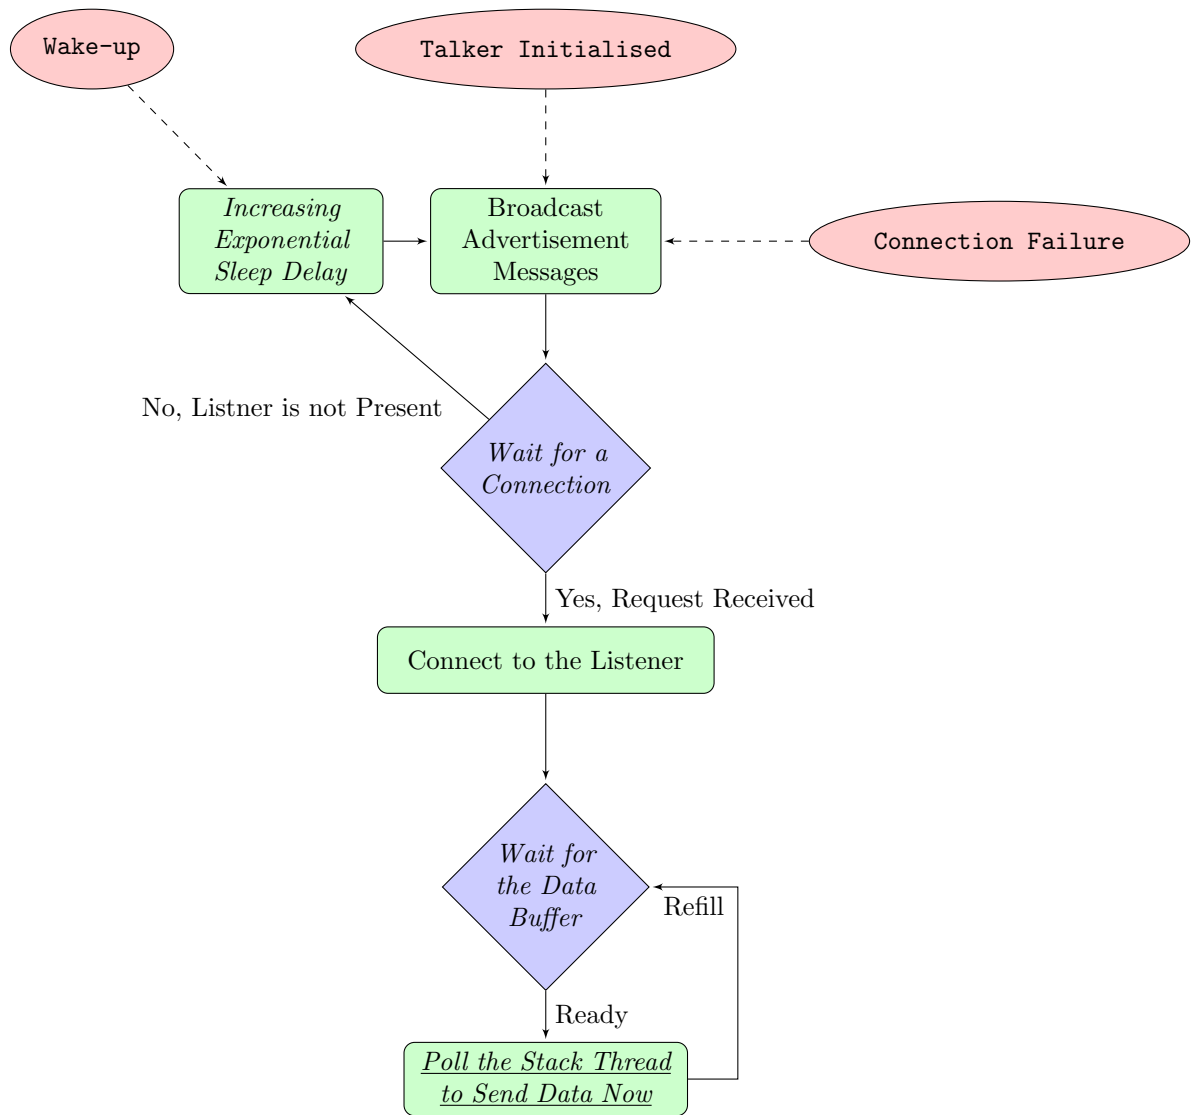 Wake-up
Talker Initialised
Increasing
Exponential
Sleep Delay
Broadcast
Advertisement
Messages
Connection Failure
No, Listner is not Present
Wait for a
Connection
Yes, Request Received
Connect to the Listener
Wait for
the Data
Buffer
Refill
Ready
Poll the Stack Thread
to Send Data Now